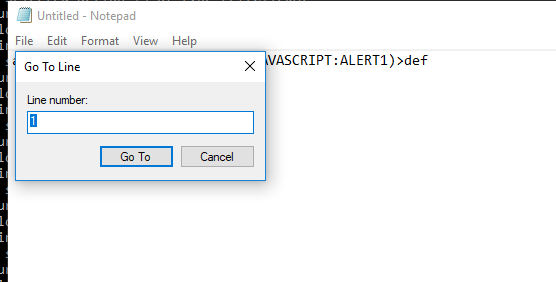 Untitled - Notepad
File Edit Format View Help
AVASCRIPT:ALERT1)>def
Go To Line
Line number:
1
Go To Cancel